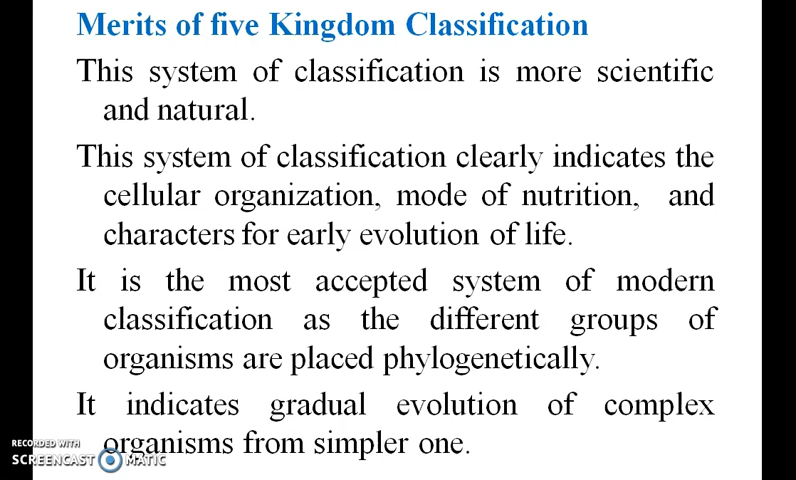 Merits of five Kingdom Classification
This system of classification is more scientific
and natural.
This system of classification clearly indicates the
cellular organization, mode of nutrition, and
characters for early evolution of life.
It is the most accepted system of modern
classification as the different groups of
organisms are placed phylogenetically.
It indicates gradual evolution of complex
organisms from simpler one.
RECORDED WITH
SCREENCAST MATIC